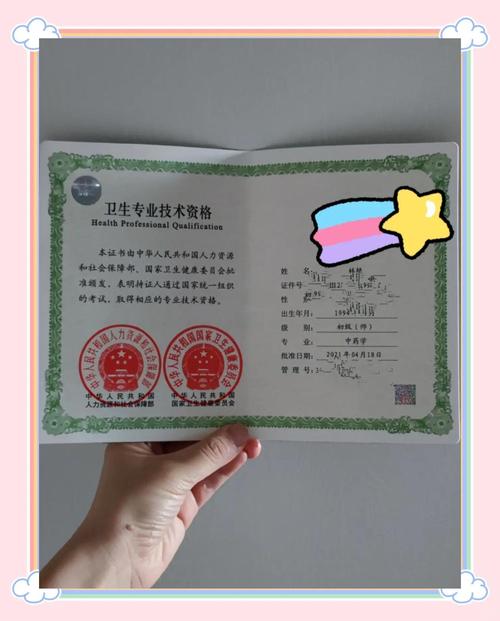 卫生专业技术资格
Health Professional Qualification
本证书由中华人民共和国人力资源
和社会保障部、国家卫生健康委员会批
准颁发，表明持证人通过国家统一组织
的考试，取得相应的专业技术资格。
中华人民共和国人力资源和社会保障部
中华人民共和国国家卫生健康委员会
中华人民共和国
人力资源和社会保障部
中华人民共和国
国家卫生健康委员会
姓名
证件号
性
出生年月： 1994
级 别： 初级（师）
专 业： 中药学
批准日期： 2021年04月18日
管 理 号：